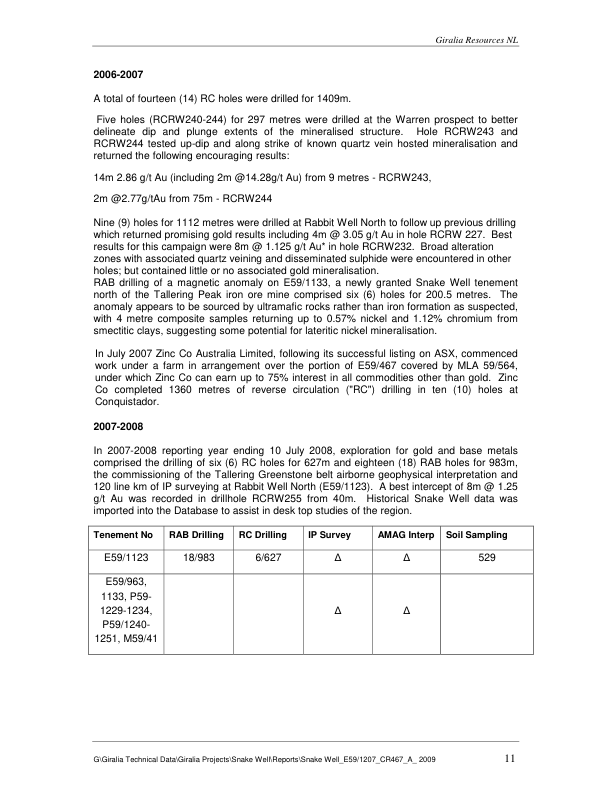 Giralia Resources NL
2006-2007
A total of fourteen (14) RC holes were drilled for 1409m.
Five holes (RCRW240-244) for 297 metres were drilled at the Warren prospect to better
delineate dip and plunge extents of the mineralised structure. Hole RCRW243 and
RCRW244 tested up-dip and along strike of known quartz vein hosted mineralisation and
returned the following encouraging results:
14m 2.86 g/t Au (including 2m @14.28g/t Au) from 9 metres - RCRW243,
2m @2.77g/tAu from 75m - RCRW244
Nine (9) holes for 1112 metres were drilled at Rabbit Well North to follow up previous drilling
which returned promising gold results including 4m @ 3.05 g/t Au in hole RCRW 227. Best
results for this campaign were 8m @ 1.125 g/t Au* in hole RCRW232. Broad alteration
zones with associated quartz veining and disseminated sulphide were encountered in other
holes; but contained little or no associated gold mineralisation.
RAB drilling of a magnetic anomaly on E59/1133, a newly granted Snake Well tenement
north of the Tallering Peak iron ore mine comprised six (6) holes for 200.5 metres. The
anomaly appears to be sourced by ultramafic rocks rather than iron formation as suspected,
with 4 metre composite samples returning up to 0.57% nickel and 1.12% chromium from
smectitic clays, suggesting some potential for lateritic nickel mineralisation.
In July 2007 Zinc Co Australia Limited, following its successful listing on ASX, commenced
work under a farm in arrangement over the portion of E59/467 covered by MLA 59/564,
under which Zinc Co can earn up to 75% interest in all commodities other than gold. Zinc
Co completed 1360 metres of reverse circulation ("RC") drilling in ten (10) holes at
Conquistador.
2007-2008
In 2007-2008 reporting year ending 10 July 2008, exploration for gold and base metals
comprised the drilling of six (6) RC holes for 627m and eighteen (18) RAB holes for 983m,
the commissioning of the Tallering Greenstone belt airborne geophysical interpretation and
120 line km of IP surveying at Rabbit Well North (E59/1123). A best intercept of 8m @ 1.25
g/t Au was recorded in drillhole RCRW255 from 40m. Historical Snake Well data was
imported into the Database to assist in desk top studies of the region.
Tenement No RAB Drilling RC Drilling IP Survey AMAG Interp Soil Sampling
E59/1123 18/983 6/627 Δ Δ 529
E59/963,
1133, P59-
1229-1234,
P59/1240-
1251, M59/41
Δ Δ
G\Giralia Technical Data\Giralia Projects\Snake Well\Reports\Snake Well_E59/1207_CR467_A_ 2009 11